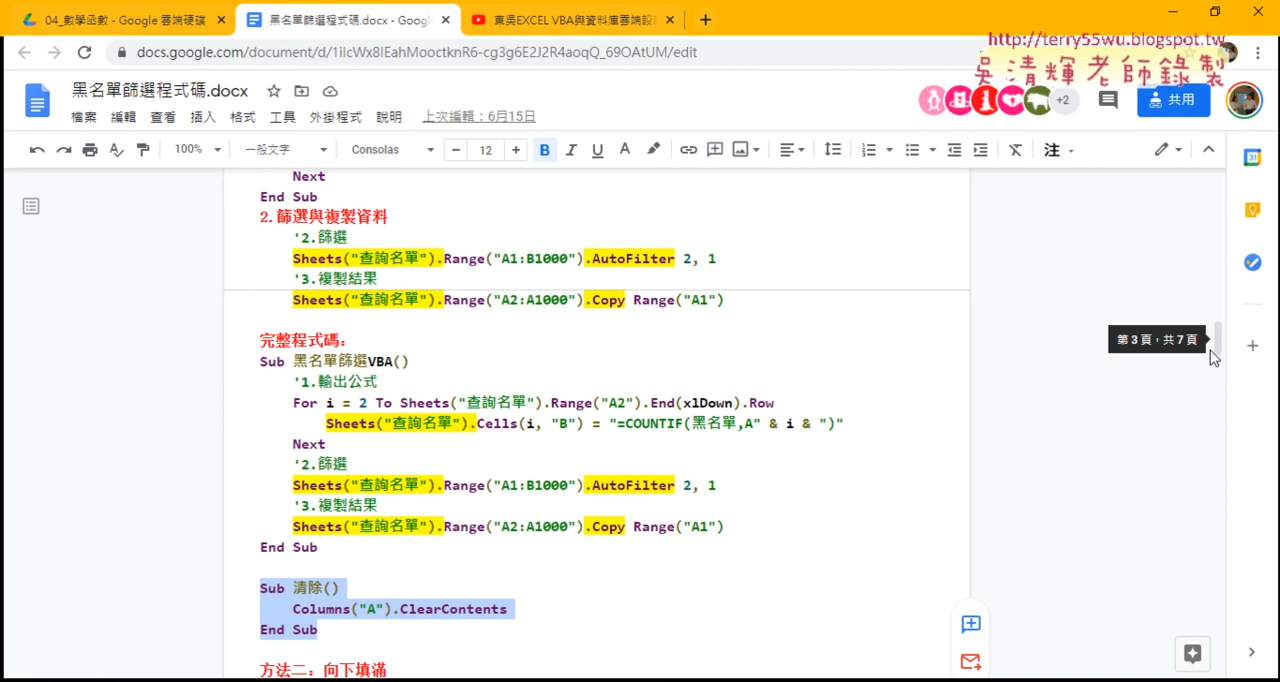 04_數學函數 - Google 雲端硬碟
黑名單篩選程式碼.docx - Googl
東吳EXCEL VBA與資料庫雲端設
docs.google.com/document/d/1iIcWx8IEahMooctknR6-cg3g6E2J2R4aoqQ_69OAtUM/edit
http://terry55wu.blogspot.tw
吳清輝老師錄製
黑名單篩選程式碼.docx
+2
共用
檔案 編輯 查看 插入 格式 工具 外掛程式 說明 上次編輯：6月15日
100% 一般文字 Consolas - 12 + B I U A 注
31
Next
End Sub
2.篩選與複製資料
'2.篩選
Sheets("查詢名單").Range("A1:B1000").AutoFilter 2, 1
'3.複製結果
Sheets("查詢名單").Range("A2:A1000").Copy Range("A1")
完整程式碼:
第 3 頁，共 7 頁
Sub 黑名單篩選VBA()
'1.輸出公式
For i = 2 To Sheets("查詢名單").Range("A2").End(xlDown).Row
Sheets("查詢名單").Cells(i, "B") = "=COUNTIF(黑名單,A" & i & ")"
Next
'2.篩選
Sheets("查詢名單").Range("A1:B1000").AutoFilter 2, 1
'3.複製結果
Sheets("查詢名單").Range("A2:A1000").Copy Range("A1")
End Sub
Sub 清除()
Columns("A").ClearContents
End Sub
方法二: 向下填滿